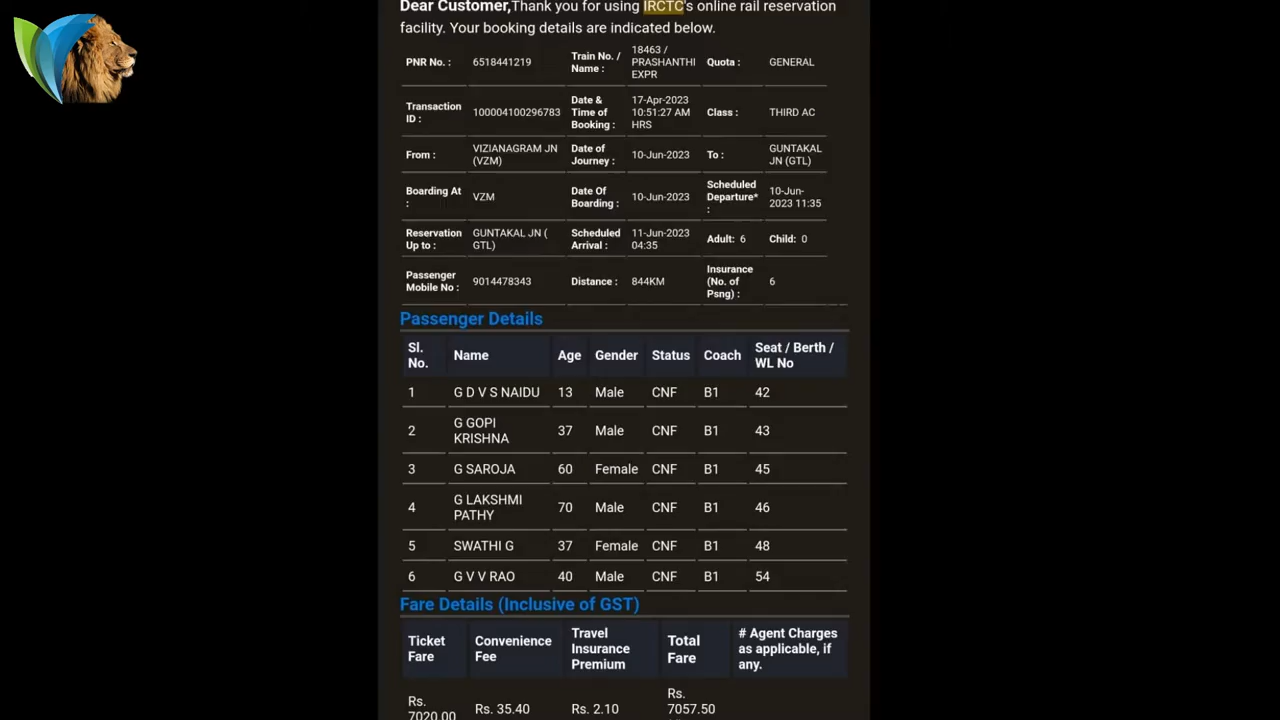 Dear Customer,Thank you for using IRCTC's online rail reservation
facility. Your booking details are indicated below.
PNR No. : 6518441219 Train No. / Name : 18463 / PRASHANTHI EXPR Quota : GENERAL
Transaction ID : 100004100296783 Date & Time of Booking : 17-Apr-2023 10:51:27 AM HRS Class : THIRD AC
From : VIZIANAGRAM JN (VZM) Date of Journey : 10-Jun-2023 To : GUNTAKAL JN (GTL)
Boarding At : VZM Date Of Boarding : 10-Jun-2023 Scheduled Departure* : 10-Jun-2023 11:35
Reservation Up to : GUNTAKAL JN ( GTL) Scheduled Arrival : 11-Jun-2023 04:35 Adult: 6 Child: 0
Passenger Mobile No : 9014478343 Distance : 844KM Insurance (No. of Psng) : 6
Passenger Details
Sl. No. Name Age Gender Status Coach Seat / Berth / WL No
1 G D V S NAIDU 13 Male CNF B1 42
2 G GOPI KRISHNA 37 Male CNF B1 43
3 G SAROJA 60 Female CNF B1 45
4 G LAKSHMI PATHY 70 Male CNF B1 46
5 SWATHI G 37 Female CNF B1 48
6 G V V RAO 40 Male CNF B1 54
Fare Details (Inclusive of GST)
Ticket Fare Convenience Fee Travel Insurance Premium Total Fare # Agent Charges as applicable, if any.
Rs. 7020.00 Rs. 35.40 Rs. 2.10 Rs. 7057.50